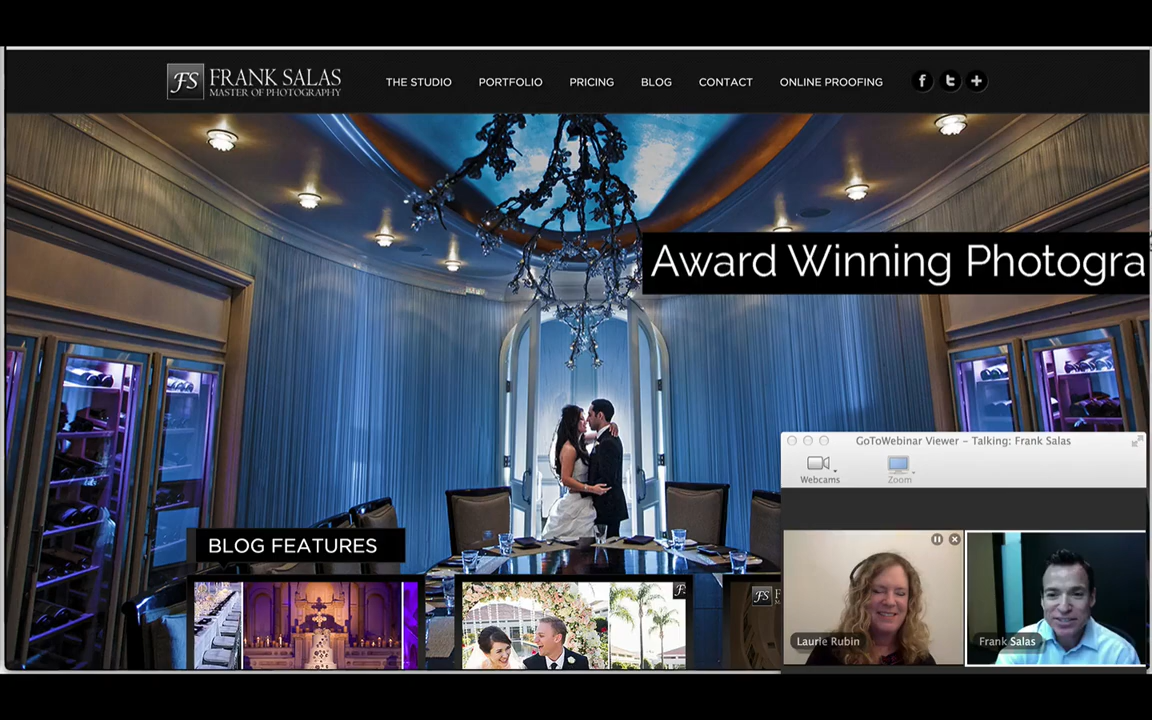 FS FRANK SALAS
MASTER OF PHOTOGRAPHY
THE STUDIO PORTFOLIO PRICING BLOG CONTACT ONLINE PROOFING f t +
Award Winning Photogra
GoToWebinar Viewer – Talking: Frank Salas
Webcams Zoom
BLOG FEATURES
FS F
Laurie Rubin Frank Salas